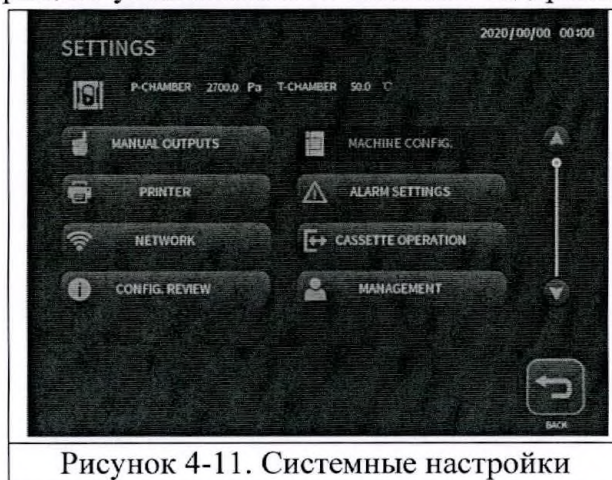 SETTINGS
2020/00/00 00:00
P-CHAMBER 2700.0 Pa T-CHAMBER 50.0 ℃
MANUAL OUTPUTS
MACHINE CONFIG.
PRINTER
ALARM SETTINGS
NETWORK
CASSETTE OPERATION
CONFIG. REVIEW
MANAGEMENT
BACK
Рисунок 4-11. Системные настройки